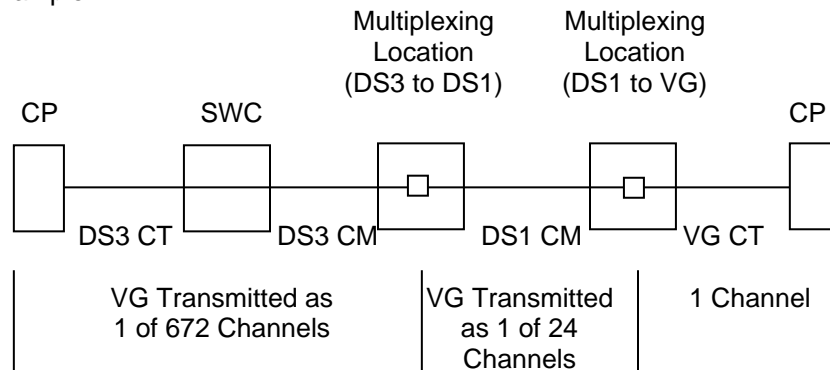 Multiplexing
Location
(DS3 to DS1)
Multiplexing
Location
(DS1 to VG)
CP
SWC
CP
DS3 CT
DS3 CM
DS1 CM
VG CT
VG Transmitted as
1 of 672 Channels
VG Transmitted
as 1 of 24
Channels
1 Channel